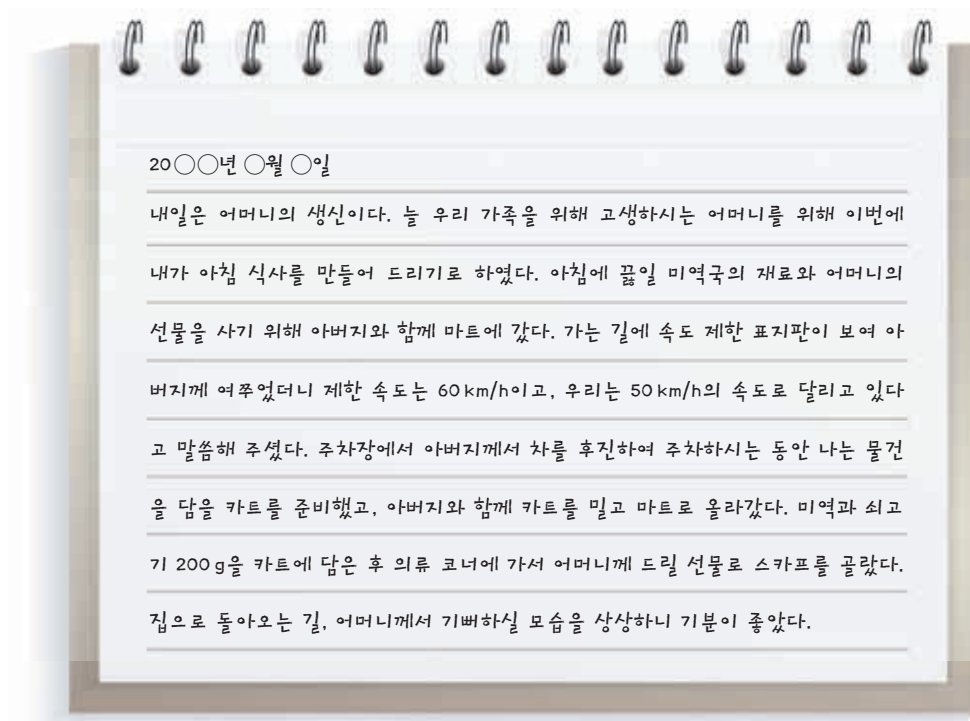 20○○년 ○월 ○일
내일은 어머니의 생신이다. 늘 우리 가족을 위해 고생하시는 어머니를 위해 이번에
내가 아침 식사를 만들어 드리기로 하였다. 아침에 끓일 미역국의 재료와 어머니의
선물을 사기 위해 아버지와 함께 마트에 갔다. 가는 길에 속도 제한 표지판이 보여 아
버지께 여쭈었더니 제한 속도는 60 km/h이고, 우리는 50 km/h의 속도로 달리고 있다
고 말씀해 주셨다. 주차장에서 아버지께서 차를 후진하여 주차하시는 동안 나는 물건
을 담을 카트를 준비했고, 아버지와 함께 카트를 밀고 마트로 올라갔다. 미역과 쇠고
기 200 g을 카트에 담은 후 의류 코너에 가서 어머니께 드릴 선물로 스카프를 골랐다.
집으로 돌아오는 길, 어머니께서 기뻐하실 모습을 상상하니 기분이 좋았다.